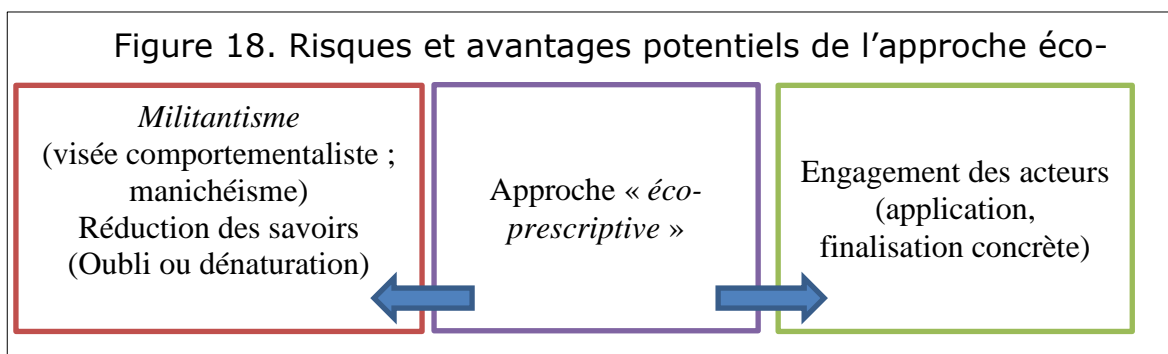 Figure 18. Risques et avantages potentiels de l’approche éco-
Militantisme
(visée comportementaliste ;
manichéisme)
Réduction des savoirs
(Oubli ou dénaturation)
Approche « éco-
prescriptive »
Engagement des acteurs
(application,
finalisation concrète)